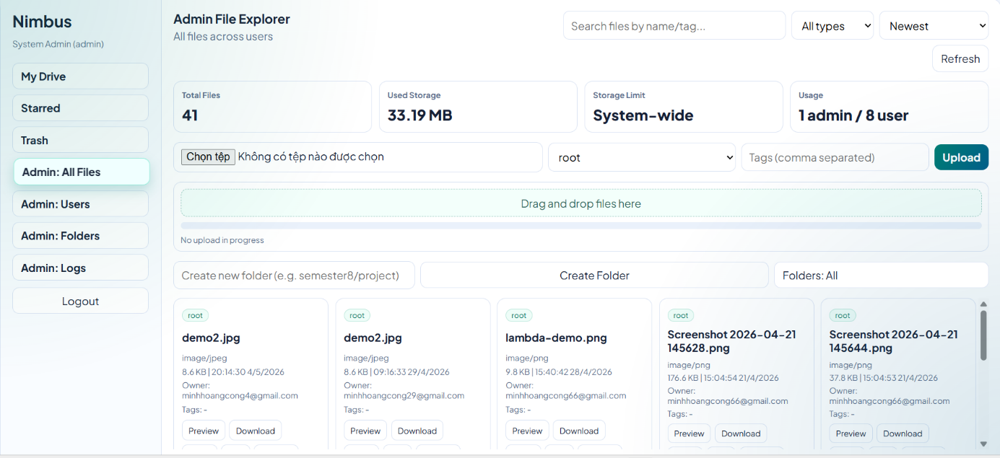 Nimbus
System Admin (admin)
My Drive
Starred
Trash
Admin: All Files
Admin: Users
Admin: Folders
Admin: Logs
Logout
Admin File Explorer
All files across users
Search files by name/tag...
All types
Newest
Refresh
Total Files
41
Used Storage
33.19 MB
Storage Limit
System-wide
Usage
1 admin / 8 user
Chọn tệp Không có tệp nào được chọn
root
Tags (comma separated)
Upload
Drag and drop files here
No upload in progress
Create new folder (e.g. semester8/project)
Create Folder
Folders: All
root
demo2.jpg
image/jpeg
8.6 KB | 20:14:30 4/5/2026
Owner:
minhhoangcong4@gmail.com
Tags: -
Preview
Download
root
demo2.jpg
image/jpeg
8.6 KB | 09:16:33 29/4/2026
Owner:
minhhoangcong29@gmail.com
Tags: -
Preview
Download
root
lambda-demo.png
image/png
9.8 KB | 15:40:42 28/4/2026
Owner:
minhhoangcong66@gmail.com
Tags: -
Preview
Download
root
Screenshot 2026-04-21
145628.png
image/png
176.6 KB | 15:04:54 21/4/2026
Owner:
minhhoangcong66@gmail.com
Tags: -
Preview
Download
root
Screenshot 2026-04-21
145644.png
image/png
37.8 KB | 15:04:53 21/4/2026
Owner:
minhhoangcong66@gmail.com
Tags: -
Preview
Download